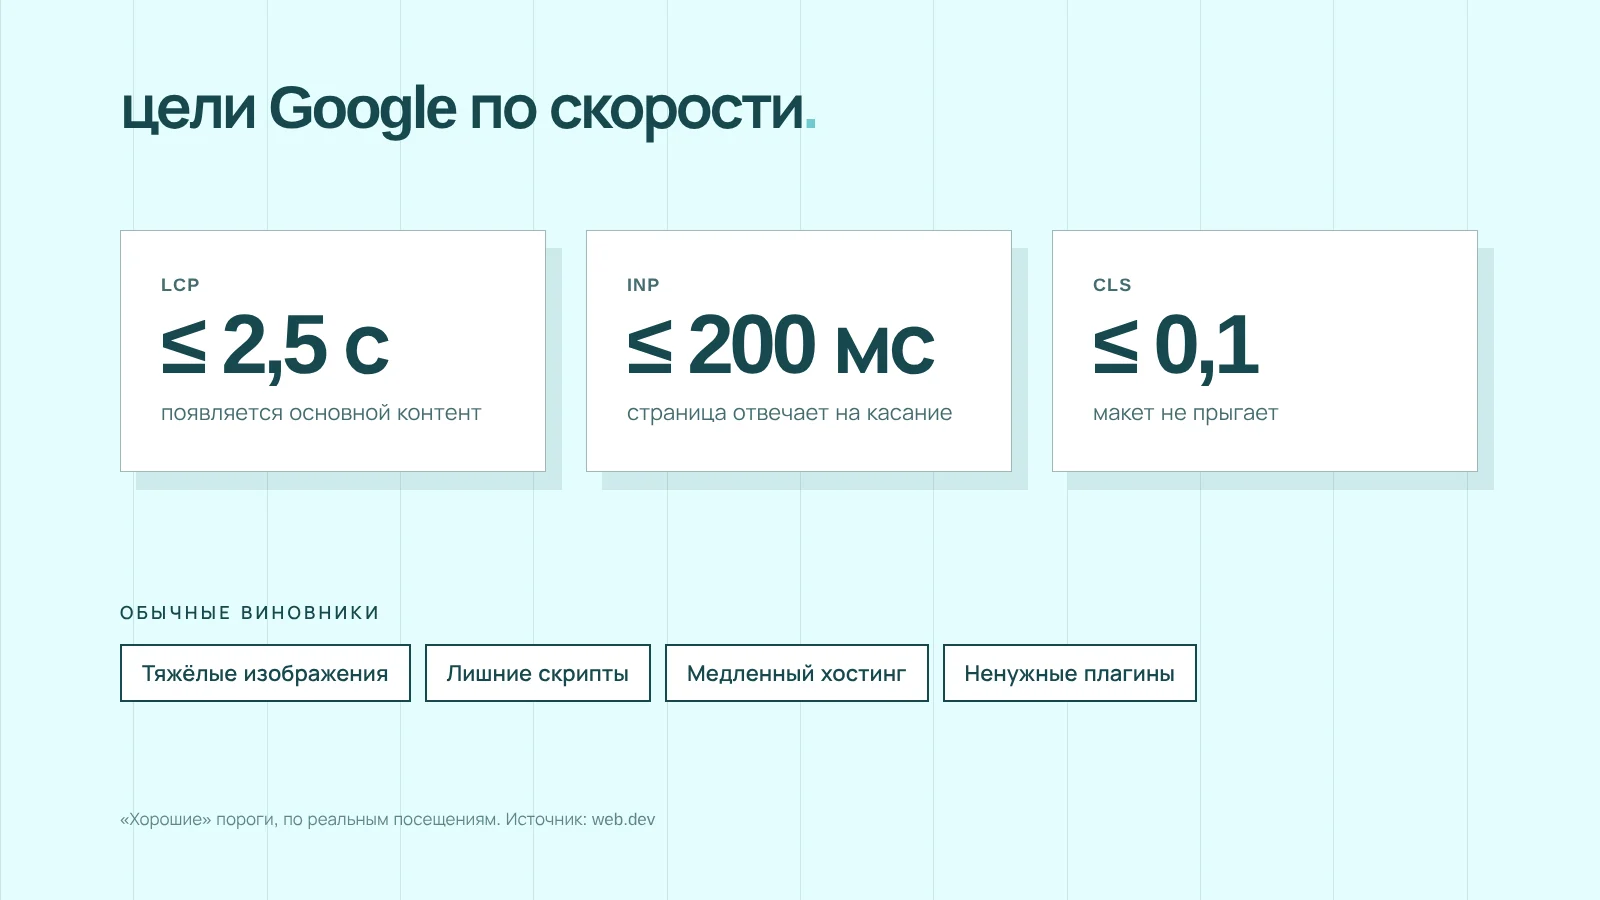 цели Google по скорости.
LCP
≤ 2,5 с
появляется основной контент
INP
≤ 200 мс
страница отвечает на касание
CLS
≤ 0,1
макет не прыгает
ОБЫЧНЫЕ ВИНОВНИКИ
Тяжёлые изображения
Лишние скрипты
Медленный хостинг
Ненужные плагины
«Хорошие» пороги, по реальным посещениям. Источник: web.dev